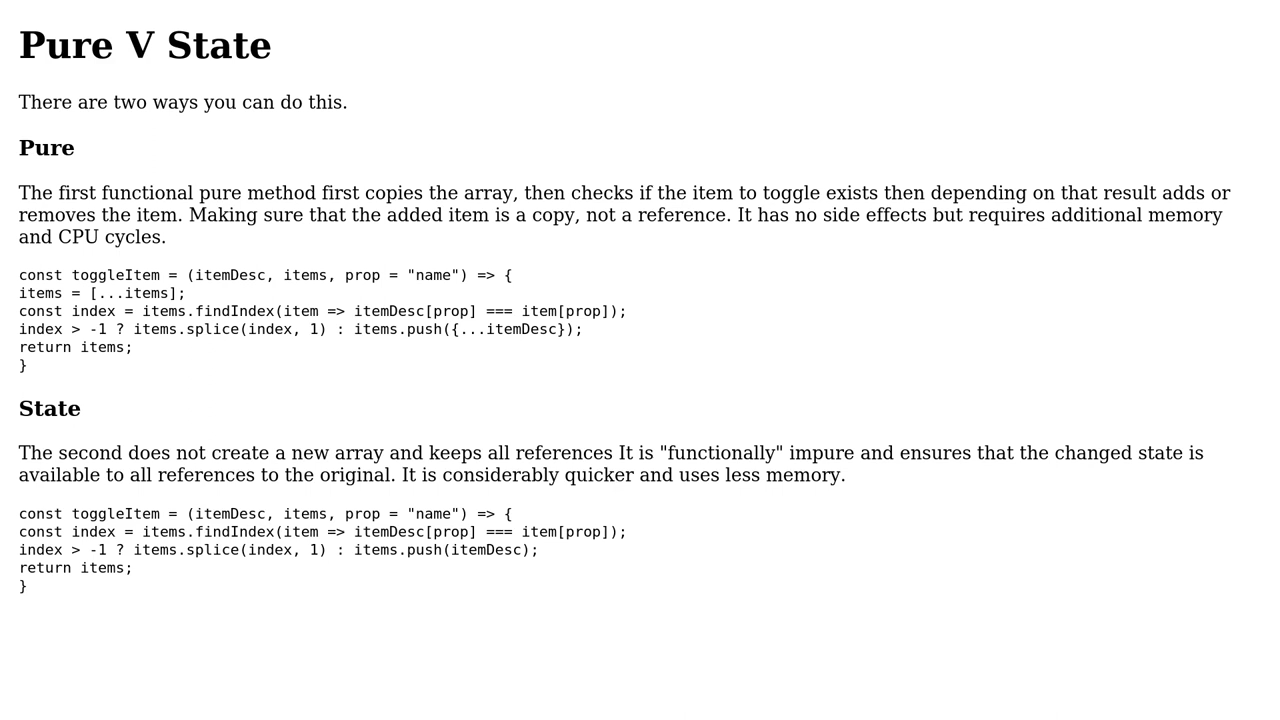 Pure V State
There are two ways you can do this.
Pure
The first functional pure method first copies the array, then checks if the item to toggle exists then depending on that result adds or
removes the item. Making sure that the added item is a copy, not a reference. It has no side effects but requires additional memory
and CPU cycles.
const toggleItem = (itemDesc, items, prop = "name") => {
items = [...items];
const index = items.findIndex(item => itemDesc[prop] === item[prop]);
index > -1 ? items.splice(index, 1) : items.push({...itemDesc});
return items;
}
State
The second does not create a new array and keeps all references It is "functionally" impure and ensures that the changed state is
available to all references to the original. It is considerably quicker and uses less memory.
const toggleItem = (itemDesc, items, prop = "name") => {
const index = items.findIndex(item => itemDesc[prop] === item[prop]);
index > -1 ? items.splice(index, 1) : items.push(itemDesc);
return items;
}